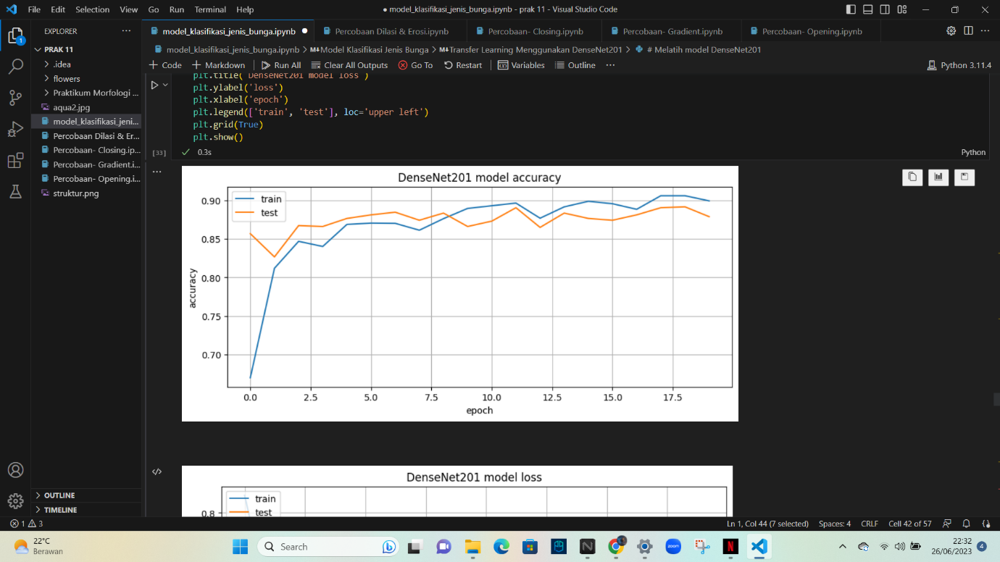 File Edit Selection View Go Run Terminal Help
● model_klasifikasi_jenis_bunga.ipynb - prak 11 - Visual Studio Code
EXPLORER
model_klasifikasi_jenis_bunga.ipynb ●
Percobaan Dilasi & Erosi.ipynb
Percobaan- Closing.ipynb
Percobaan- Gradient.ipynb
Percobaan- Opening.ipynb
1
PRAK 11
.idea
flowers
Praktikum Morfologi ...
aqua2.jpg
model_klasifikasi_jeni...
Percobaan Dilasi & Er...
Percobaan- Closing.ip...
Percobaan- Gradient.i...
Percobaan- Opening.i...
struktur.png
OUTLINE
TIMELINE
model_klasifikasi_jenis_bunga.ipynb > M↓Model Klasifikasi Jenis Bunga > M↓Transfer Learning Menggunakan DenseNet201 > # Melatih model DenseNet201
+ Code + Markdown Run All Clear All Outputs Go To Restart Variables Outline ...
Python 3.11.4
plt.title('DenseNet201 model loss')
plt.ylabel('loss')
plt.xlabel('epoch')
plt.legend(['train', 'test'], loc='upper left')
plt.grid(True)
plt.show()
[33] ✓ 0.3s
Python
DenseNet201 model accuracy
train
test
accuracy
0.90
0.85
0.80
0.75
0.70
0.0 2.5 5.0 7.5 10.0 12.5 15.0 17.5
epoch
DenseNet201 model loss
train
test
0.8
1 3
Ln 1, Col 44 (7 selected) Spaces: 4 CRLF Cell 42 of 57
22°C
Berawan
Search
zoom
22:32
26/06/2023
4